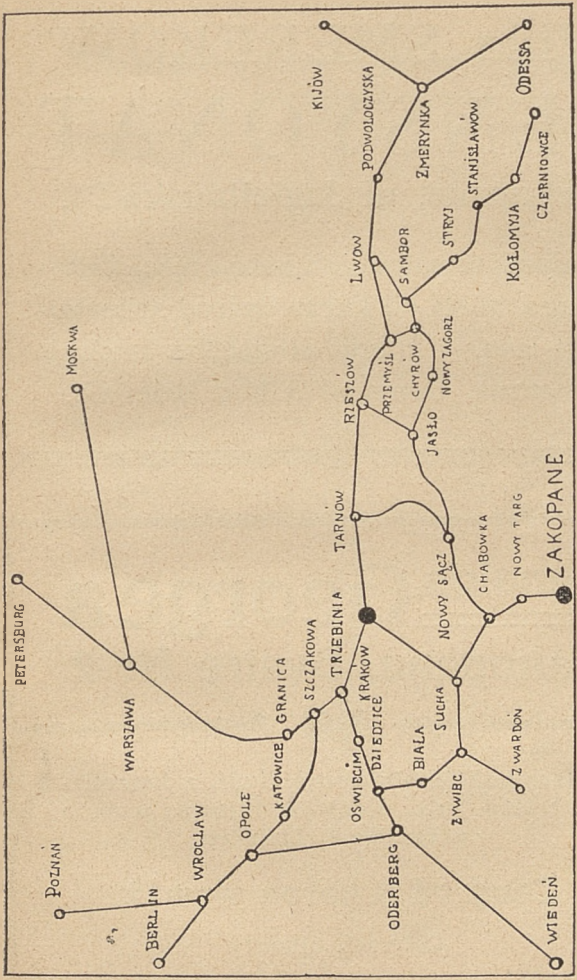 KIJÓW
ODESSA
PODWOŁOCZYSKA
ŻMERYNKA
STANISŁAWÓW
CZERNIOWCE
KOŁOMYJA
STRYJ
SAMBOR
LWÓW
MOSKWA
PRZEMYŚL
CHYRÓW
NOWY ZAGÓRZ
RZESZÓW
JASŁO
TARNÓW
NOWY SĄCZ
CHABÓWKA
NOWY TARG
ZAKOPANE
PETERSBURG
WARSZAWA
GRANICA
SZCZAKOWA
TRZEBINIA
KRAKÓW
SUCHA
KATOWICE
OŚWIĘCIM
DZIEDZICE
BIAŁA
ŻYWIEC
ZWARDOŃ
OPOLE
WROCŁAW
POZNAŃ
BERLIN
ODERBERG
WIEDEŃ